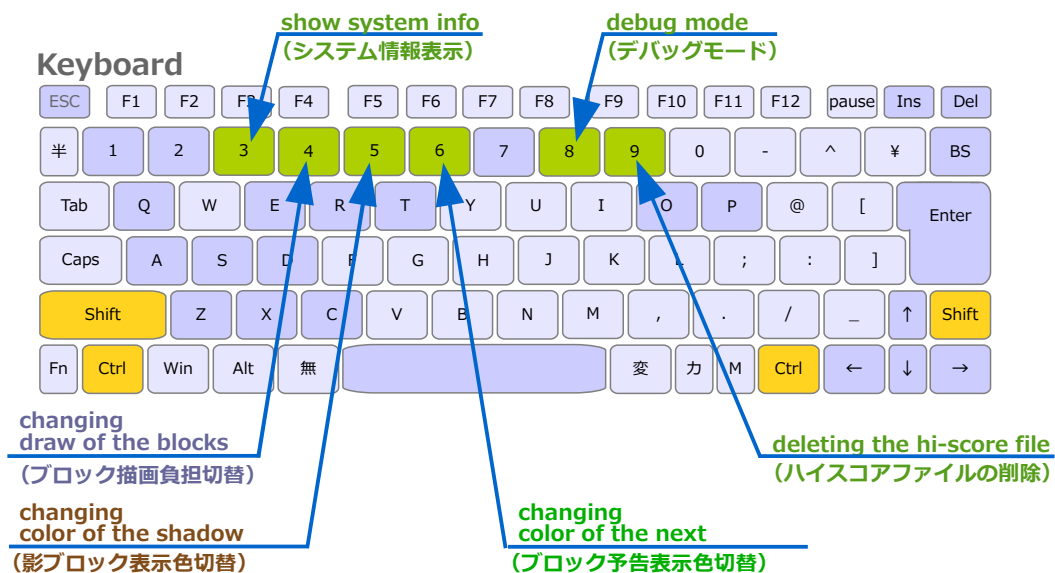 show system info
(システム情報表示)
debug mode
(デバッグモード)
Keyboard
ESC F1 F2 F3 F4 F5 F6 F7 F8 F9 F10 F11 F12 pause Ins Del
半 1 2 3 4 5 6 7 8 9 0 - ^ ¥ BS
Tab Q W E R T Y U I O P @ [ Enter
Caps A S D F G H J K L ; : ]
Shift Z X C V B N M , . / _ ↑ Shift
Fn Ctrl Win Alt 無 変 カ M Ctrl ← ↓ →
changing
draw of the blocks
(ブロック描画負担切替)
deleting the hi-score file
(ハイスコアファイルの削除)
changing
color of the shadow
(影ブロック表示色切替)
changing
color of the next
(ブロック予告表示色切替)